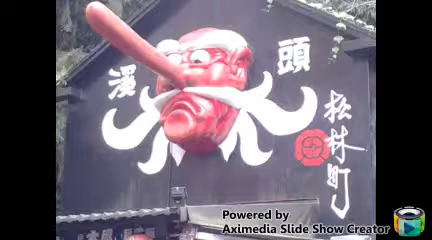 溪頭
松林町
Powered by
Aximedia Slide Show Creator